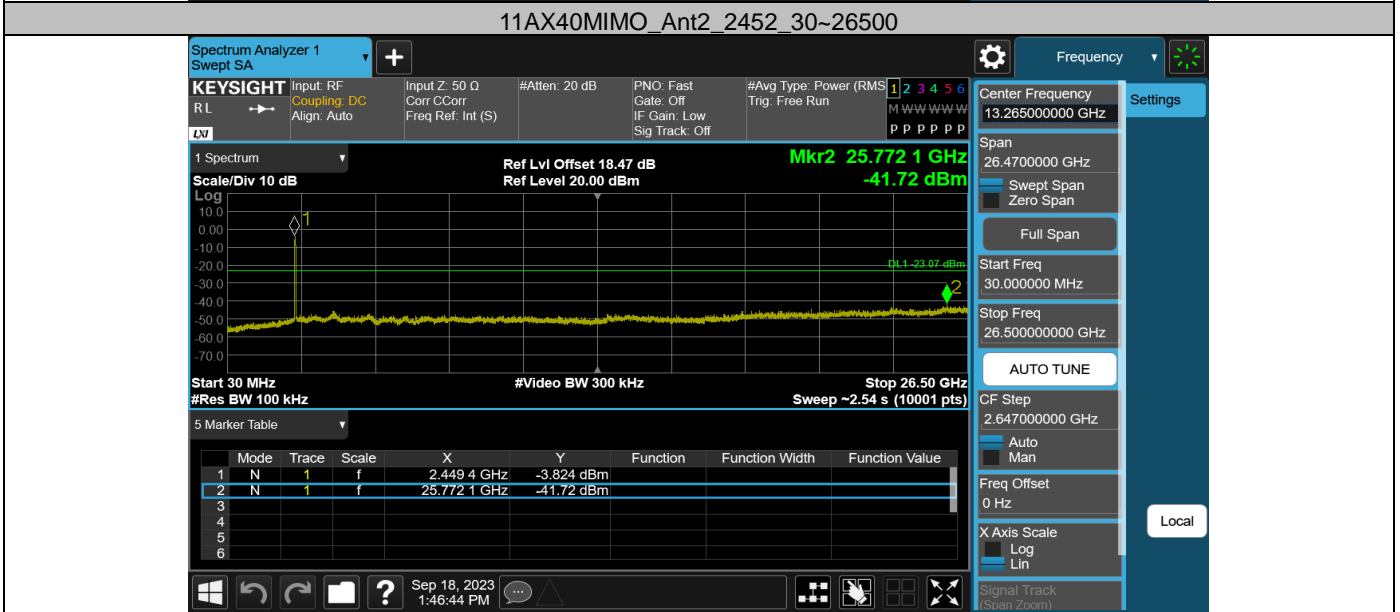 11AX40MIMO_Ant2_2452_30~26500
Spectrum Analyzer 1
Swept SA
Frequency
KEYSIGHT
R L
LXI
Input: RF
Coupling: DC
Align: Auto
Input Z: 50 Ω
Corr CCorr
Freq Ref: Int (S)
#Atten: 20 dB
PNO: Fast
Gate: Off
IF Gain: Low
Sig Track: Off
#Avg Type: Power (RMS
Trig: Free Run
1 2 3 4 5 6
M W W W W W
P P P P P P
1 Spectrum
Scale/Div 10 dB
Ref Lvl Offset 18.47 dB
Ref Level 20.00 dBm
Mkr2 25.772 1 GHz
-41.72 dBm
Log
10.0
0.00
-10.0
-20.0
-30.0
-40.0
-50.0
-60.0
-70.0
1
DL1 -23.07 dBm
2
Start 30 MHz
#Res BW 100 kHz
#Video BW 300 kHz
Stop 26.50 GHz
Sweep ~2.54 s (10001 pts)
5 Marker Table
Mode Trace Scale X Y Function Function Width Function Value
1 N 1 f 2.449 4 GHz -3.824 dBm
2 N 1 f 25.772 1 GHz -41.72 dBm
3
4
5
6
Sep 18, 2023
1:46:44 PM
Center Frequency
13.265000000 GHz
Settings
Span
26.4700000 GHz
Swept Span
Zero Span
Full Span
Start Freq
30.000000 MHz
Stop Freq
26.500000000 GHz
AUTO TUNE
CF Step
2.647000000 GHz
Auto
Man
Freq Offset
0 Hz
X Axis Scale
Log
Lin
Local
Signal Track
(Span Zoom)